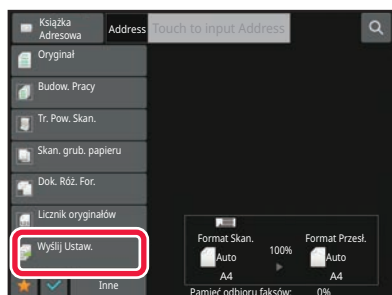 Książka
Adresowa
Address
Touch to input Address
Oryginał
Budow. Pracy
Tr. Pow. Skan.
Skan. grub. papieru
Dok. Róż. For.
Licznik oryginałów
Wyślij Ustaw.
Inne
Format Skan.
100%
Format Przesł.
Auto
Auto
A4
A4
Pamięć odbioru faksów:
0%